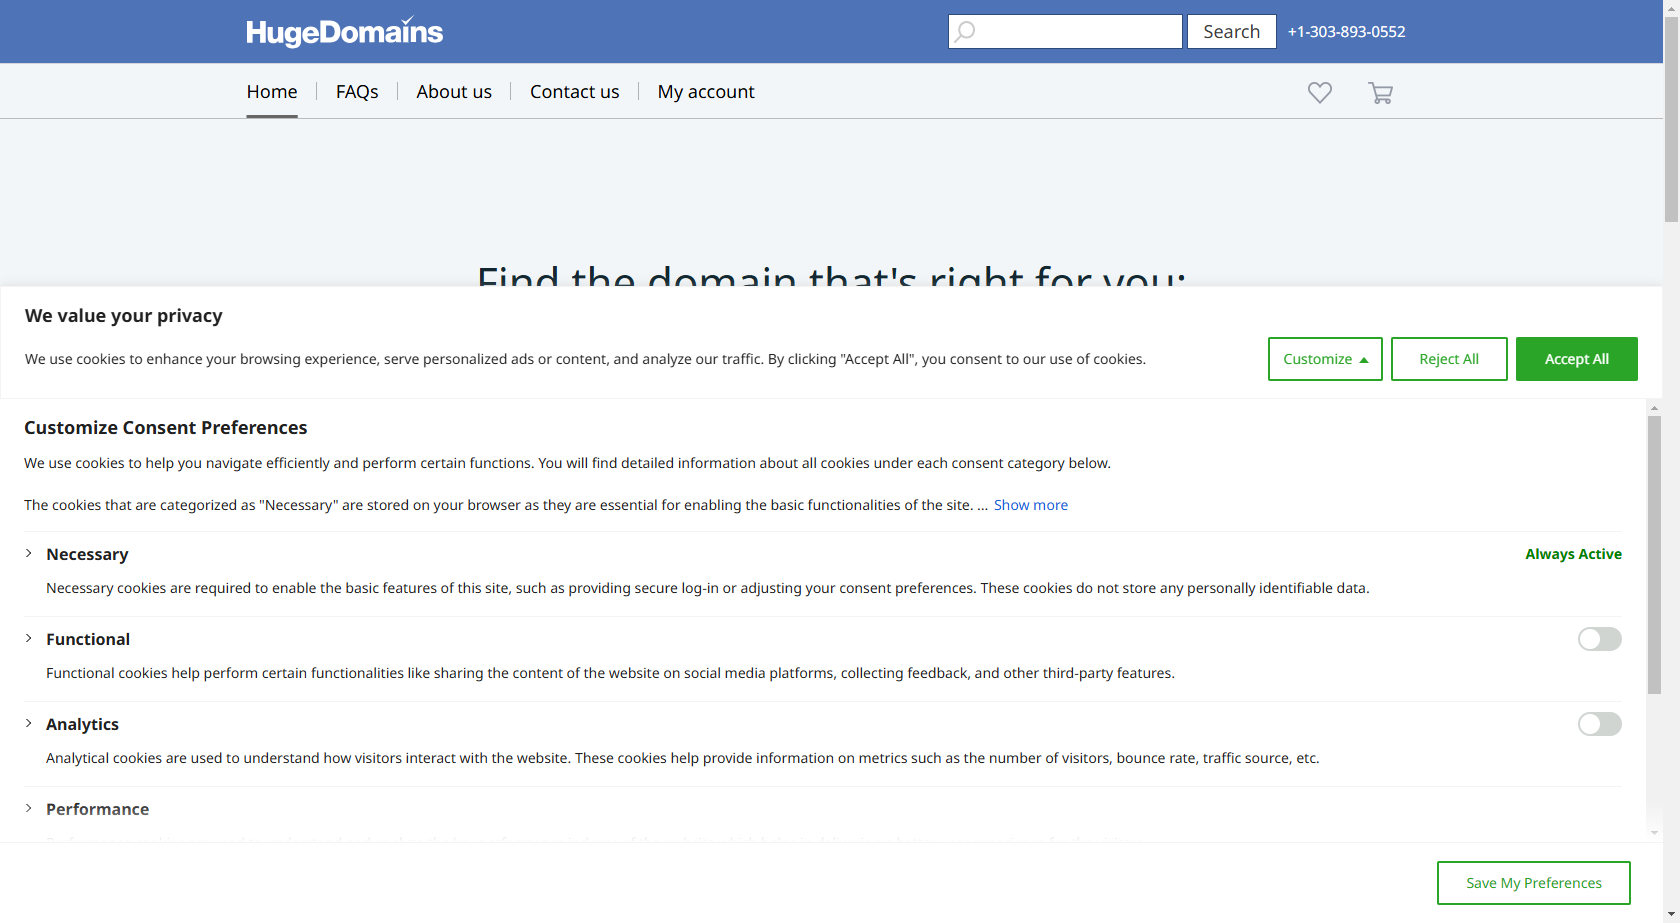 HugeDomains
Search
+1-303-893-0552
Home
FAQs
About us
Contact us
My account
Find the domain that's right for you:
We value your privacy
We use cookies to enhance your browsing experience, serve personalized ads or content, and analyze our traffic. By clicking "Accept All", you consent to our use of cookies.
Customize
Reject All
Accept All
Customize Consent Preferences
We use cookies to help you navigate efficiently and perform certain functions. You will find detailed information about all cookies under each consent category below.
The cookies that are categorized as "Necessary" are stored on your browser as they are essential for enabling the basic functionalities of the site. ... Show more
Necessary
Always Active
Necessary cookies are required to enable the basic features of this site, such as providing secure log-in or adjusting your consent preferences. These cookies do not store any personally identifiable data.
Functional
Functional cookies help perform certain functionalities like sharing the content of the website on social media platforms, collecting feedback, and other third-party features.
Analytics
Analytical cookies are used to understand how visitors interact with the website. These cookies help provide information on metrics such as the number of visitors, bounce rate, traffic source, etc.
Performance
Save My Preferences